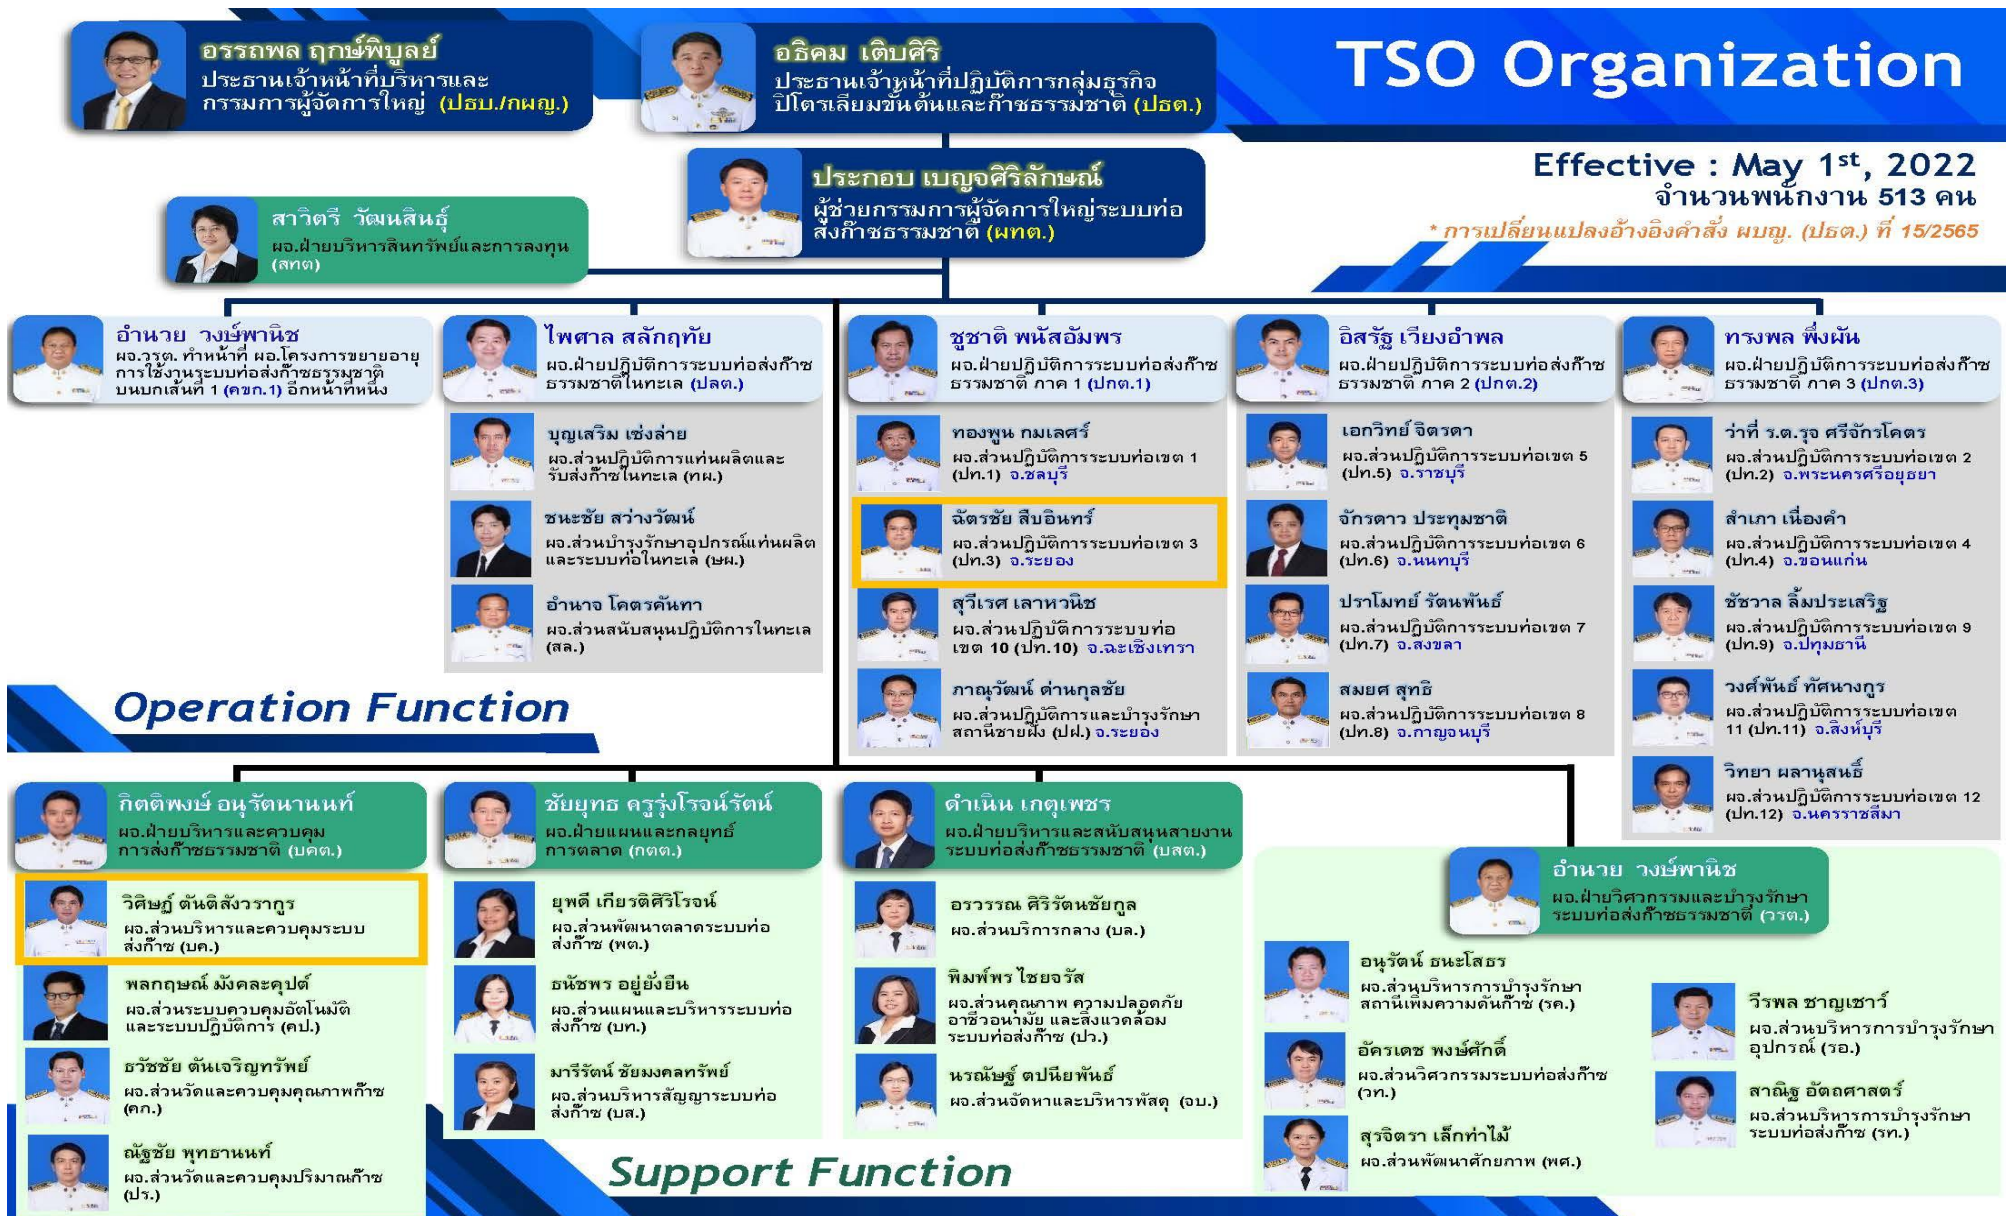 อรรถพล ฤกษ์พิบูลย์
ประธานเจ้าหน้าที่บริหารและ
กรรมการผู้จัดการใหญ่ (ปธบ./กผญ.)
อธิคม เติบศิริ
ประธานเจ้าหน้าที่ปฏิบัติการกลุ่มธุรกิจ
ปิโตรเลียมขั้นต้นและก๊าซธรรมชาติ (ปธต.)
TSO Organization
Effective : May 1st, 2022
จำนวนพนักงาน 513 คน
* การเปลี่ยนแปลงอ้างอิงคำสั่ง ผบญ. (ปธต.) ที่ 15/2565
ประกอบ เบญจศิริลักษณ์
ผู้ช่วยกรรมการผู้จัดการใหญ่ระบบท่อ
ส่งก๊าซธรรมชาติ (ผทต.)
สาวิตรี วัฒนสินธุ์
ผจ.ฝ่ายบริหารสินทรัพย์และการลงทุน
(สทต)
อำนวย วงษ์พานิช
ผจ.วรต. ทำหน้าที่ ผอ.โครงการขยายอายุ
การใช้งานระบบท่อส่งก๊าซธรรมชาติ
บนบกเส้นที่ 1 (คขก.1) อีกหน้าที่หนึ่ง
ไพศาล สลักฤทัย
ผจ.ฝ่ายปฏิบัติการระบบท่อส่งก๊าซ
ธรรมชาติในทะเล (ปลต.)
บุญเสริม เซ่งล่าย
ผจ.ส่วนปฏิบัติการแท่นผลิตและ
รับส่งก๊าซในทะเล (ทผ.)
ชนะชัย สว่างวัฒน์
ผจ.ส่วนบำรุงรักษาอุปกรณ์แท่นผลิต
และระบบท่อในทะเล (ษผ.)
อำนาจ โคตรคันทา
ผจ.ส่วนสนับสนุนปฏิบัติการในทะเล
(สล.)
ชูชาติ พนัสอัมพร
ผจ.ฝ่ายปฏิบัติการระบบท่อส่งก๊าซ
ธรรมชาติ ภาค 1 (ปกต.1)
ทองพูน กมเลศร์
ผจ.ส่วนปฏิบัติการระบบท่อเขต 1
(ปท.1) จ.ชลบุรี
ฉัตรชัย สืบอินทร์
ผจ.ส่วนปฏิบัติการระบบท่อเขต 3
(ปท.3) จ.ระยอง
สุวีเรศ เลาหวนิช
ผจ.ส่วนปฏิบัติการระบบท่อ
เขต 10 (ปท.10) จ.ฉะเชิงเทรา
ภาณุวัฒน์ ด่านกุลชัย
ผจ.ส่วนปฏิบัติการและบำรุงรักษา
สถานีชายฝั่ง (ปฝ.) จ.ระยอง
อิสรัฐ เวียงอำพล
ผจ.ฝ่ายปฏิบัติการระบบท่อส่งก๊าซ
ธรรมชาติ ภาค 2 (ปกต.2)
เอกวิทย์ จิตรตา
ผจ.ส่วนปฏิบัติการระบบท่อเขต 5
(ปท.5) จ.ราชบุรี
จักรดาว ประทุมชาติ
ผจ.ส่วนปฏิบัติการระบบท่อเขต 6
(ปท.6) จ.นนทบุรี
ปราโมทย์ รัตนพันธ์
ผจ.ส่วนปฏิบัติการระบบท่อเขต 7
(ปท.7) จ.สงขลา
สมยศ สุทธิ
ผจ.ส่วนปฏิบัติการระบบท่อเขต 8
(ปท.8) จ.กาญจนบุรี
ทรงพล พึ่งผัน
ผจ.ฝ่ายปฏิบัติการระบบท่อส่งก๊าซ
ธรรมชาติ ภาค 3 (ปกต.3)
ว่าที่ ร.ต.รุจ ศรีจักรโคตร
ผจ.ส่วนปฏิบัติการระบบท่อเขต 2
(ปท.2) จ.พระนครศรีอยุธยา
สำเภา เนื่องคำ
ผจ.ส่วนปฏิบัติการระบบท่อเขต 4
(ปท.4) จ.ขอนแก่น
ชัชวาล ลิ้มประเสริฐ
ผจ.ส่วนปฏิบัติการระบบท่อเขต 9
(ปท.9) จ.ปทุมธานี
วงศ์พันธ์ ทัศนางกูร
ผจ.ส่วนปฏิบัติการระบบท่อเขต
11 (ปท.11) จ.สิงห์บุรี
วิทยา ผลานุสนธิ์
ผจ.ส่วนปฏิบัติการระบบท่อเขต 12
(ปท.12) จ.นครราชสีมา
Operation Function
กิตติพงษ์ อนุรัตนานนท์
ผจ.ฝ่ายบริหารและควบคุม
การส่งก๊าซธรรมชาติ (บคต.)
วิศิษฎ์ ตันติสังวรากูร
ผจ.ส่วนบริหารและควบคุมระบบ
ส่งก๊าซ (บค.)
พลกฤษณ์ มังคละคุปต์
ผจ.ส่วนระบบควบคุมอัตโนมัติ
และระบบปฏิบัติการ (คป.)
ธวัชชัย ตันเจริญทรัพย์
ผจ.ส่วนวัดและควบคุมคุณภาพก๊าซ
(คก.)
ณัฐชัย พุทธานนท์
ผจ.ส่วนวัดและควบคุมปริมาณก๊าซ
(ปร.)
ชัยยุทธ ครูรุ่งโรจน์รัตน์
ผจ.ฝ่ายแผนและกลยุทธ์
การตลาด (กตต.)
ยุพดี เกียรติศิริโรจน์
ผจ.ส่วนพัฒนาตลาดระบบท่อ
ส่งก๊าซ (พต.)
ธนัชพร อยู่ยั่งยืน
ผจ.ส่วนแผนและบริหารระบบท่อ
ส่งก๊าซ (บท.)
มารีรัตน์ ชัยมงคลทรัพย์
ผจ.ส่วนบริหารสัญญาระบบท่อ
ส่งก๊าซ (บส.)
ดำเนิน เกตุเพชร
ผจ.ฝ่ายบริหารและสนับสนุนสายงาน
ระบบท่อส่งก๊าซธรรมชาติ (บสต.)
อรวรรณ ศิริรัตนชัยกูล
ผจ.ส่วนบริการกลาง (บล.)
พิมพ์พร ไชยจรัส
ผจ.ส่วนคุณภาพ ความปลอดภัย
อาชีวอนามัย และสิ่งแวดล้อม
ระบบท่อส่งก๊าซ (ปว.)
นรณัษฐ์ ตปนียพันธ์
ผจ.ส่วนจัดหาและบริหารพัสดุ (จบ.)
อำนวย วงษ์พานิช
ผจ.ฝ่ายวิศวกรรมและบำรุงรักษา
ระบบท่อส่งก๊าซธรรมชาติ (วรต.)
อนุรัตน์ ธนะโสธร
ผจ.ส่วนบริหารการบำรุงรักษา
สถานีเพิ่มความดันก๊าซ (รค.)
อัครเดช พงษ์ศักดิ์
ผจ.ส่วนวิศวกรรมระบบท่อส่งก๊าซ
(วท.)
สุรจิตรา เล็กท่าไม้
ผจ.ส่วนพัฒนาศักยภาพ (พศ.)
วีรพล ชาญเชาว์
ผจ.ส่วนบริหารการบำรุงรักษา
อุปกรณ์ (รอ.)
สาณิฐ อัตถศาสตร์
ผจ.ส่วนบริหารการบำรุงรักษา
ระบบท่อส่งก๊าซ (รท.)
Support Function